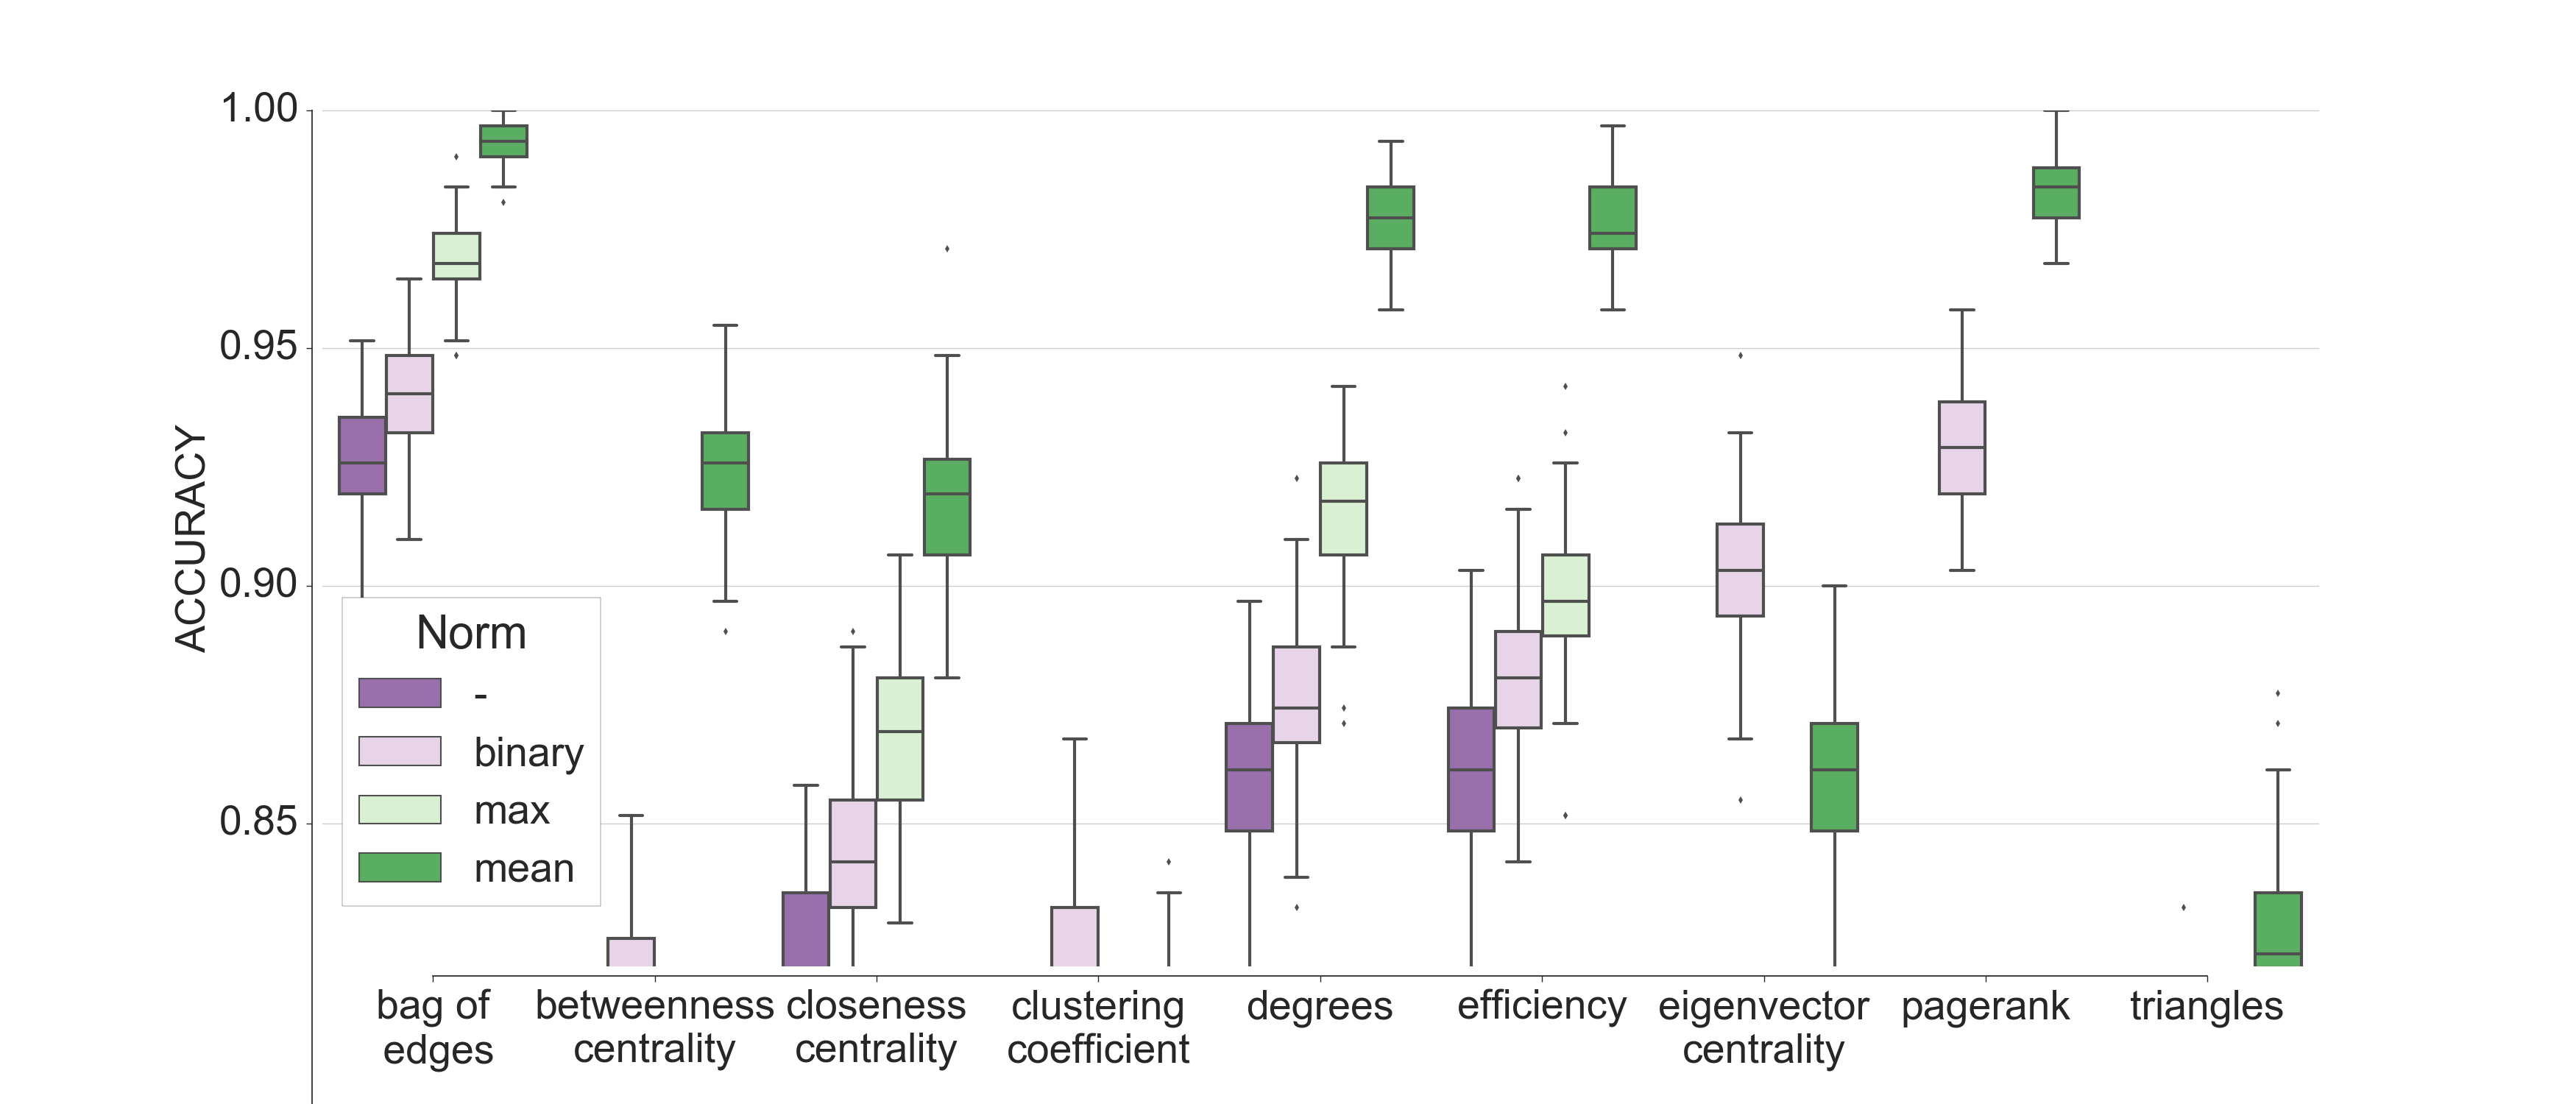 1.00
0.95
0.90
0.85
ACCURACY
Norm
-
binary
max
mean
bag of
edges
betweenness
centrality
closeness
centrality
clustering
coefficient
degrees
efficiency
eigenvector
centrality
pagerank
triangles